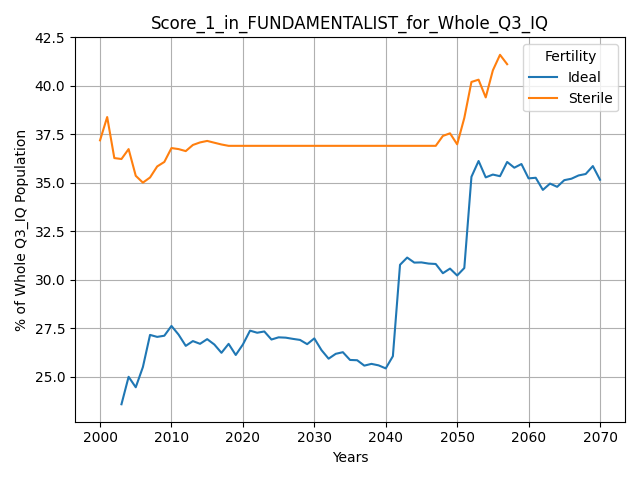 Score_1_in_FUNDAMENTALIST_for_Whole_Q3_IQ
% of Whole Q3_IQ Population
42.5
40.0
37.5
35.0
32.5
30.0
27.5
25.0
Fertility
Ideal
Sterile
2000 2010 2020 2030 2040 2050 2060 2070
Years